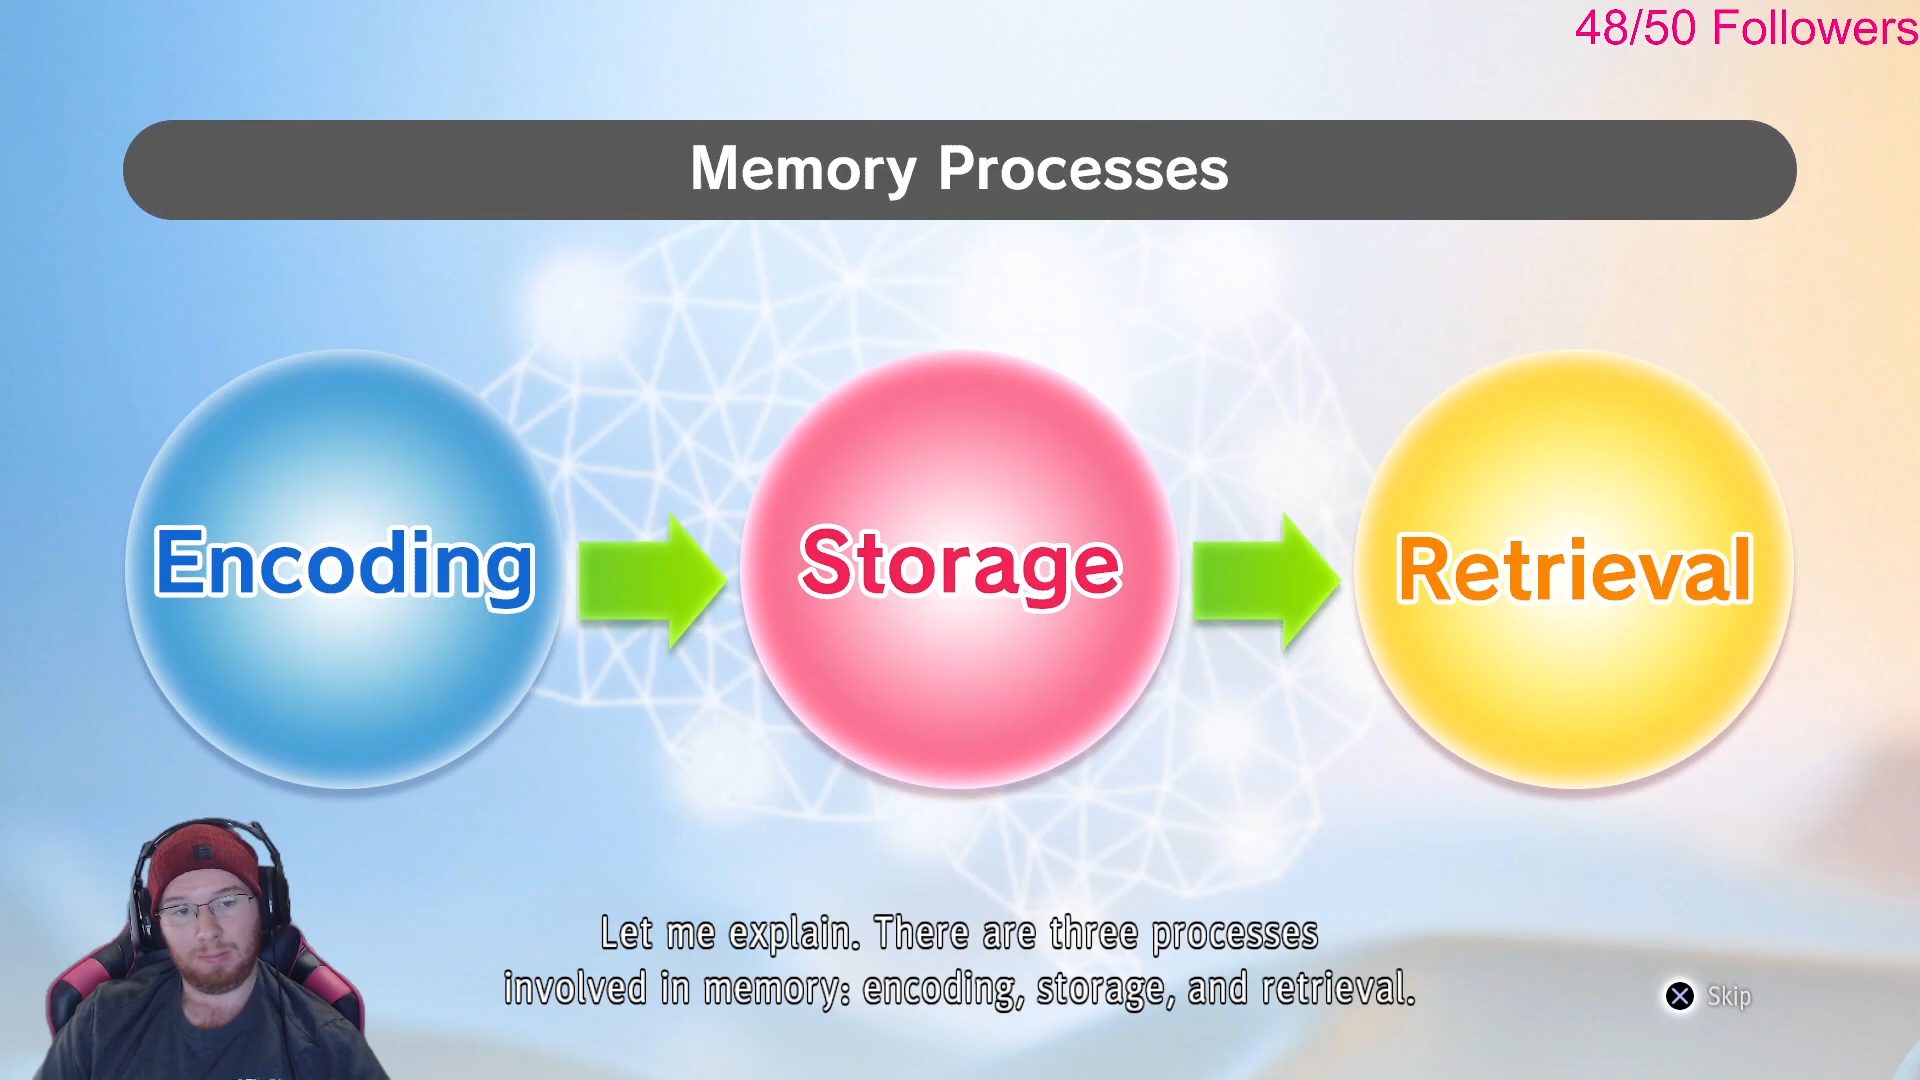 48/50 Followers
Memory Processes
Encoding
Storage
Retrieval
Let me explain. There are three processes
involved in memory: encoding, storage, and retrieval.
Skip